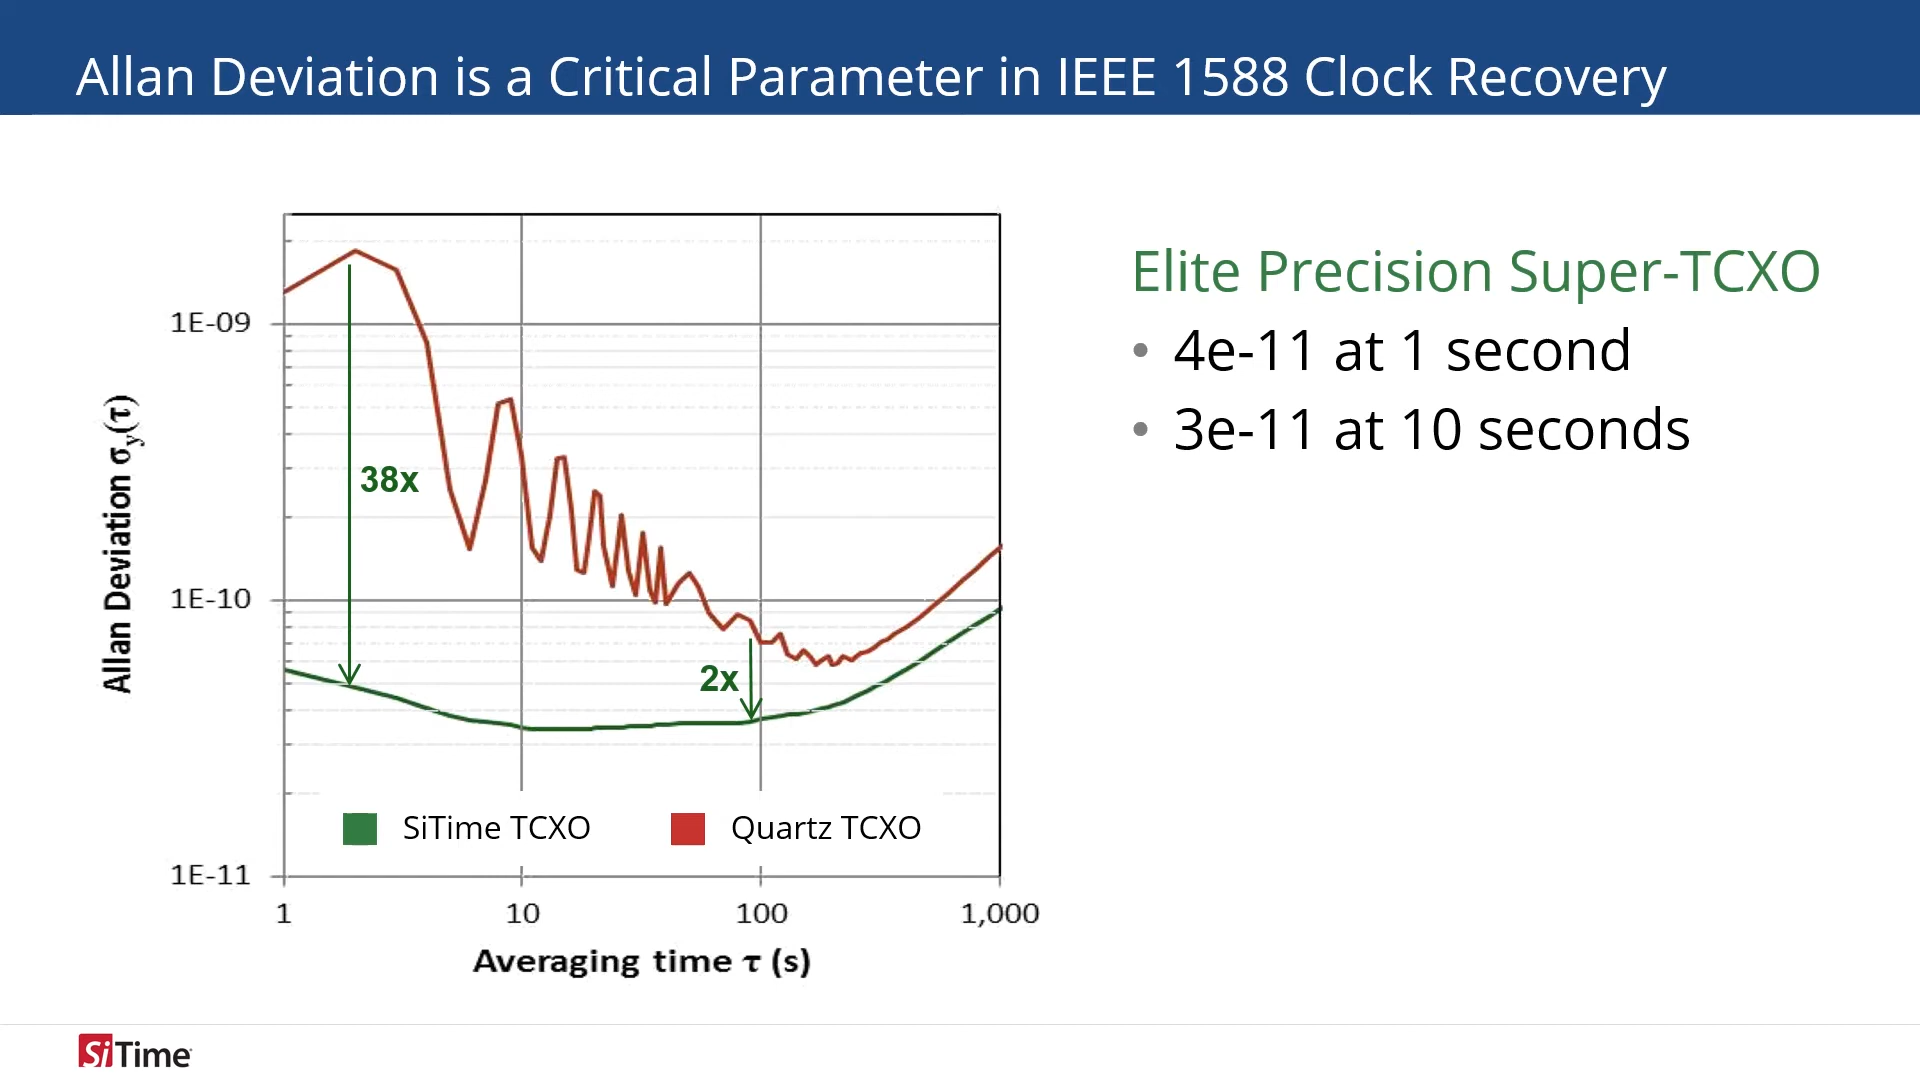 Allan Deviation is a Critical Parameter in IEEE 1588 Clock Recovery
Allan Deviation σy(τ)
1E-09
1E-10
1E-11
38x
2x
SiTime TCXO
Quartz TCXO
1
10
100
1,000
Averaging time τ (s)
Elite Precision Super-TCXO
• 4e-11 at 1 second
• 3e-11 at 10 seconds
SiTime